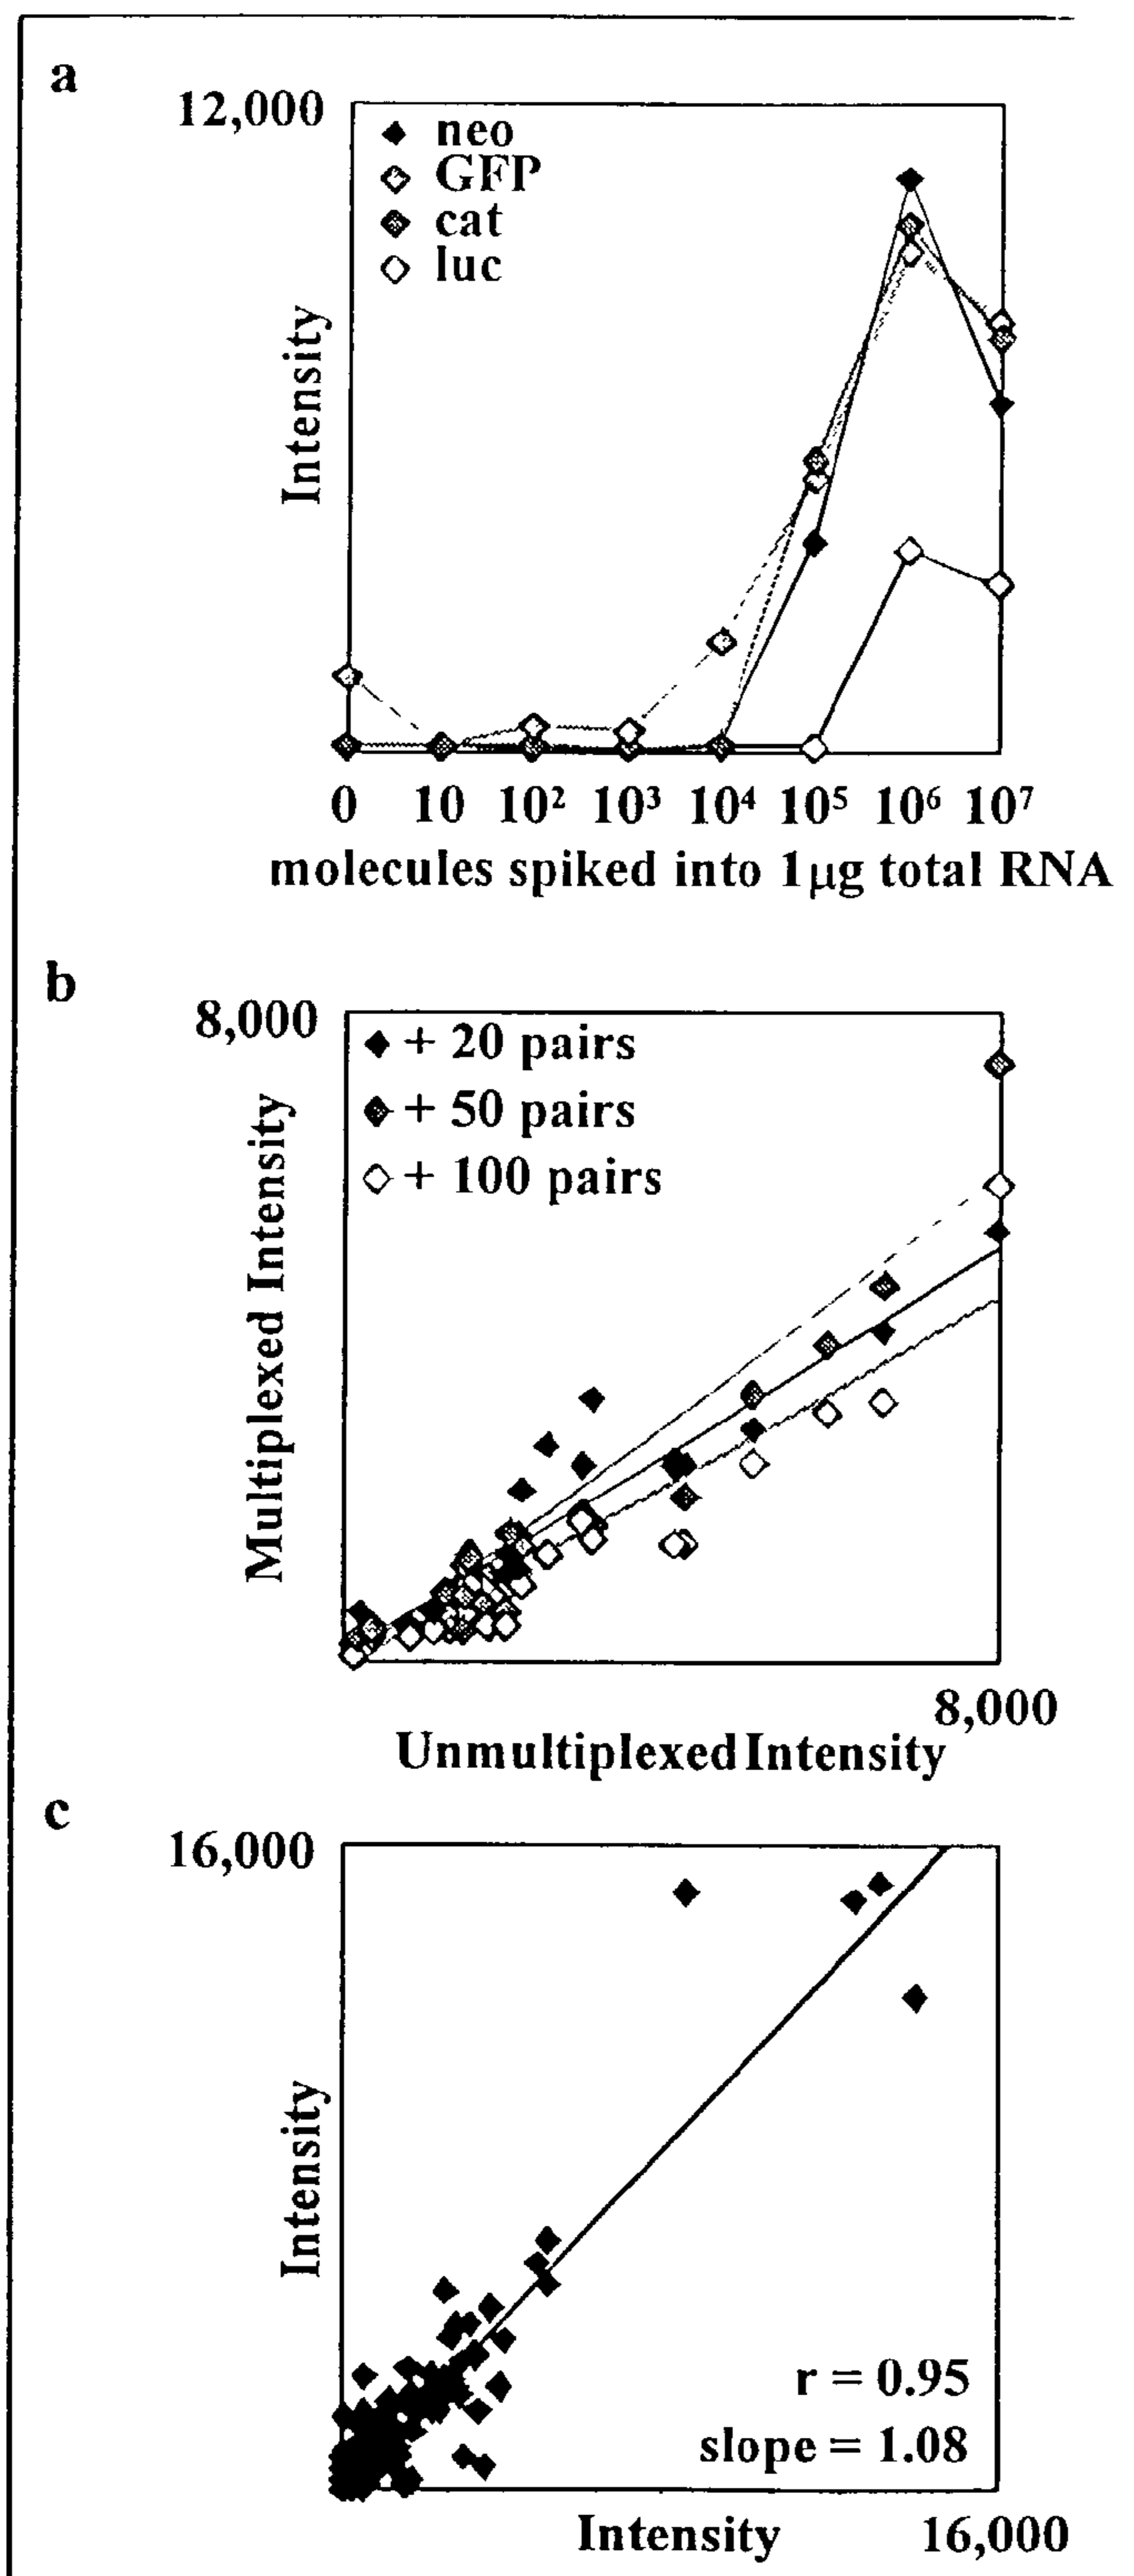 a
12,000
neo
GFP
cat
luc
Intensity
0 10 10² 10³ 10⁴ 10⁵ 10⁶ 10⁷
molecules spiked into 1μg total RNA
b
8,000
+ 20 pairs
+ 50 pairs
+ 100 pairs
Multiplexed Intensity
8,000
Unmultiplexed Intensity
c
16,000
Intensity
r = 0.95
slope = 1.08
Intensity 16,000